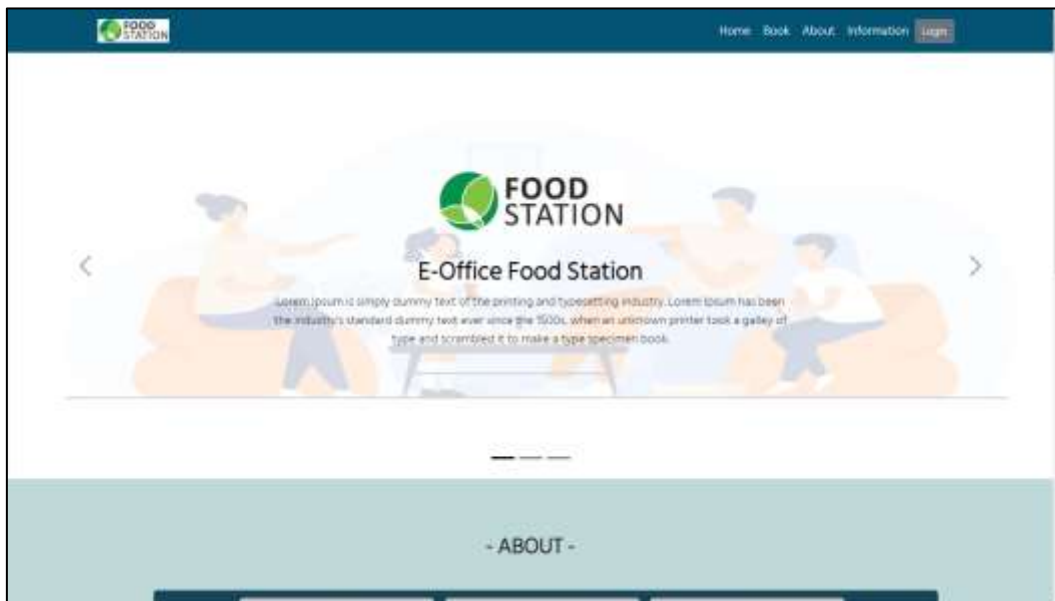 FOOD
STATION
Home Book About Information Login
FOOD
STATION
E-Office Food Station
Lorem Ipsum is simply dummy text of the printing and typesetting industry. Lorem Ipsum has been
the industry's standard dummy text ever since the 1500s, when an unknown printer took a galley of
type and scrambled it to make a type specimen book.
- ABOUT -